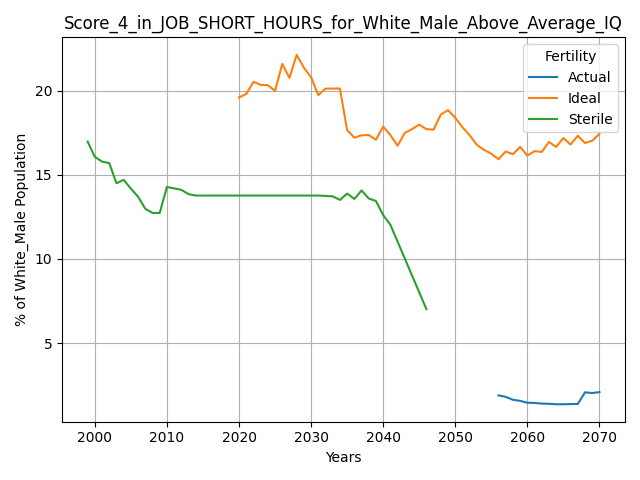 Score_4_in_JOB_SHORT_HOURS_for_White_Male_Above_Average_IQ
Fertility
Actual
Ideal
Sterile
% of White_Male Population
20
15
10
5
2000 2010 2020 2030 2040 2050 2060 2070
Years